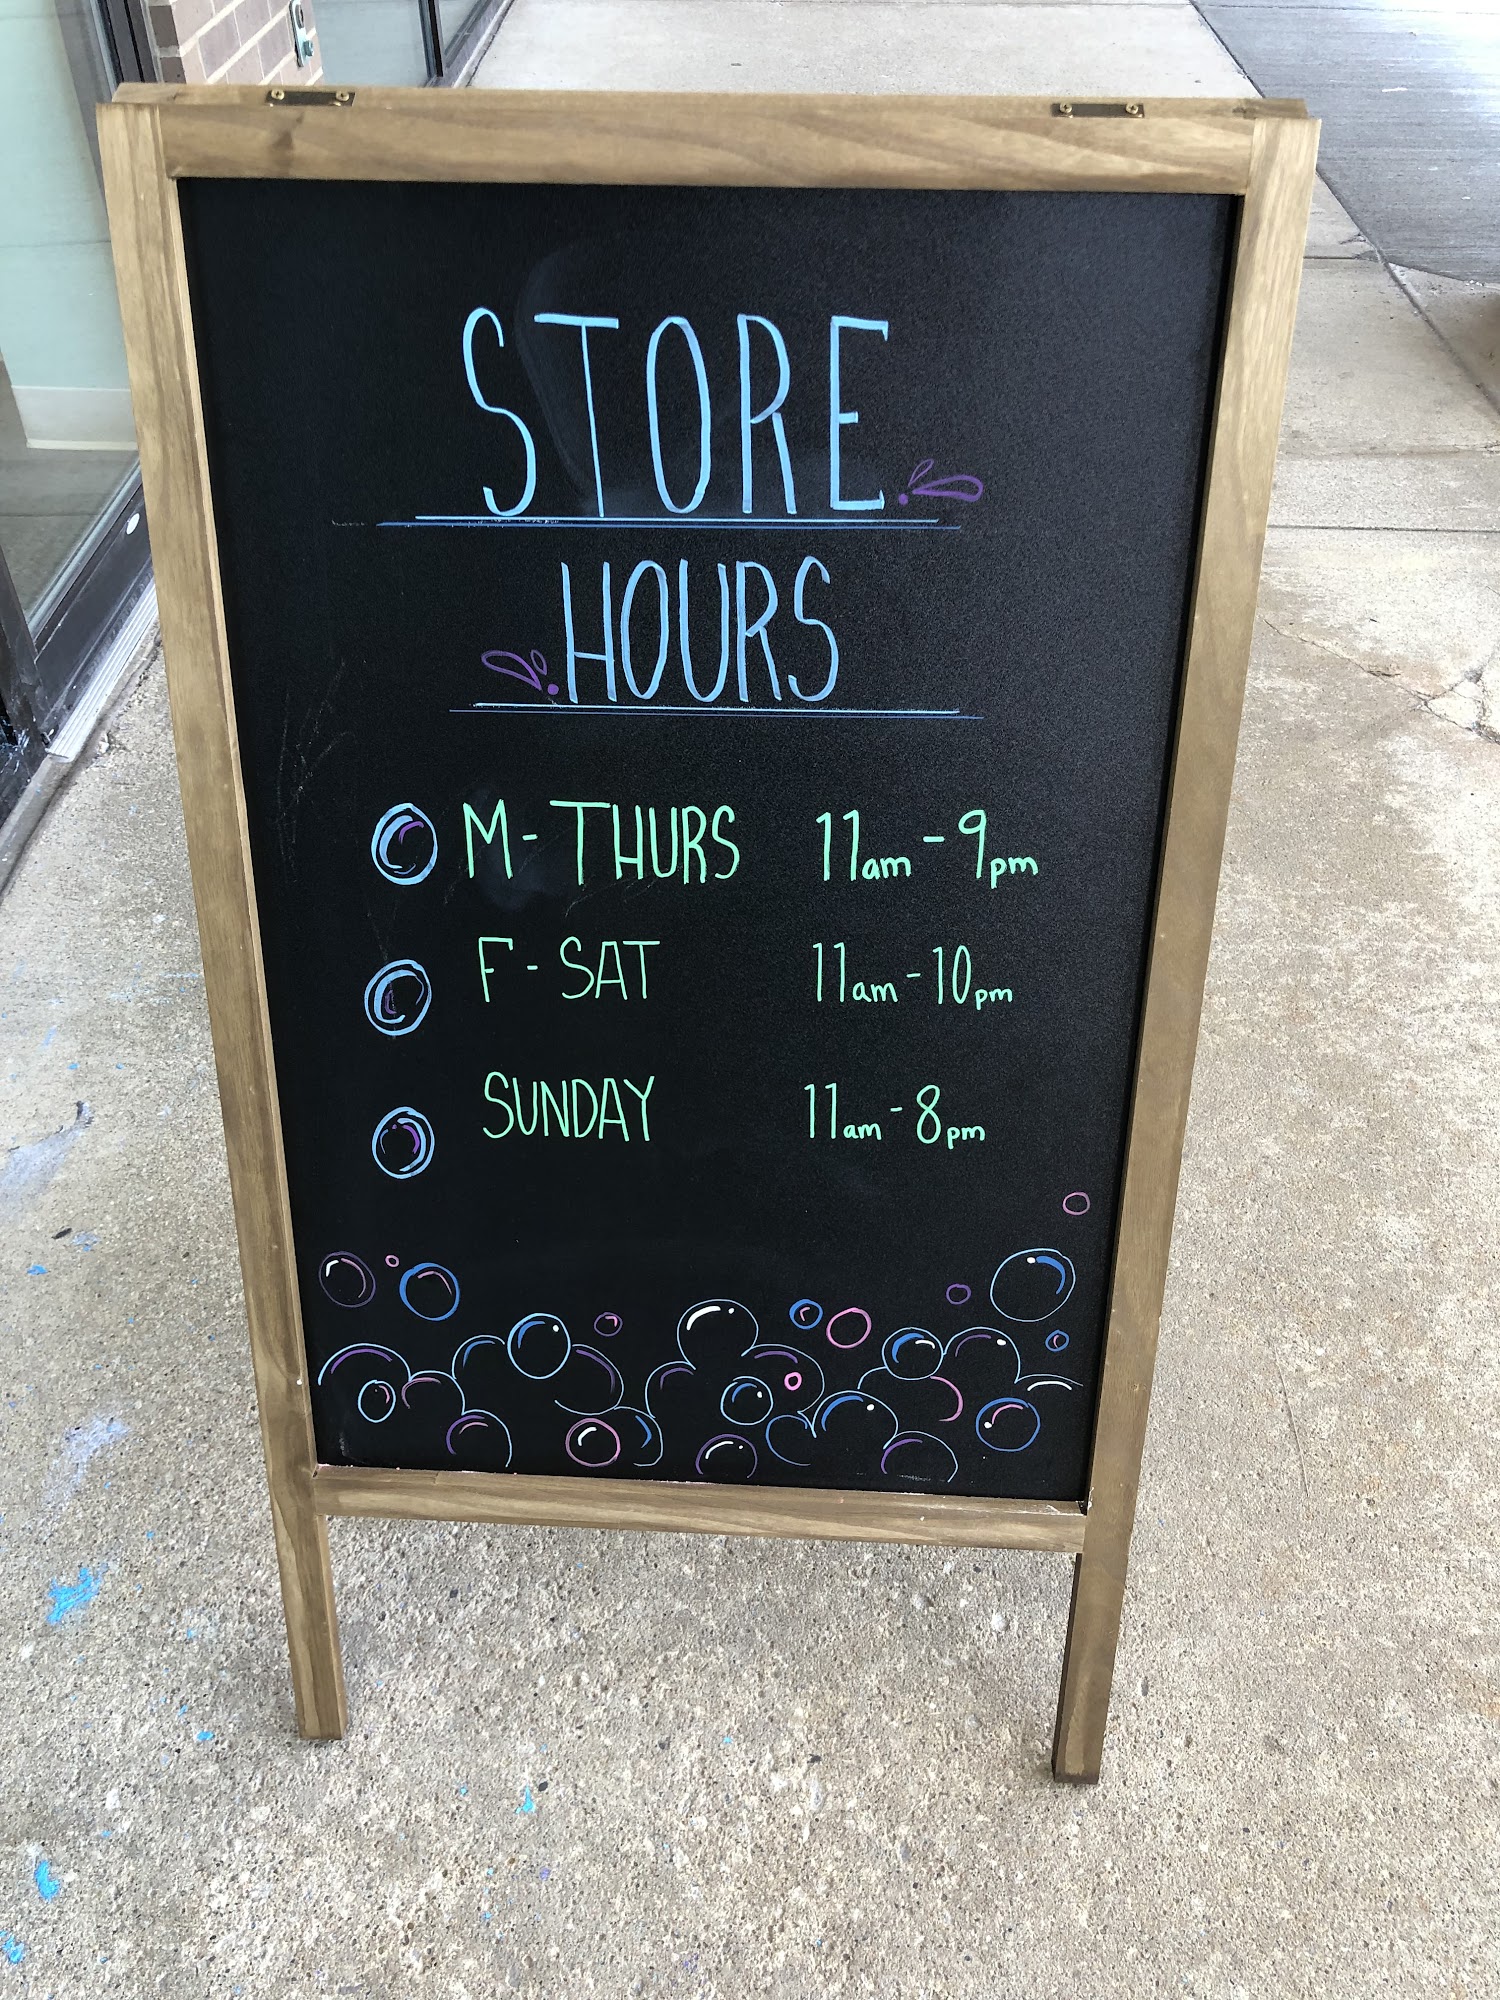 STORE
HOURS
M-THURS 11am-9pm
F-SAT 11am-10pm
SUNDAY 11am-8pm